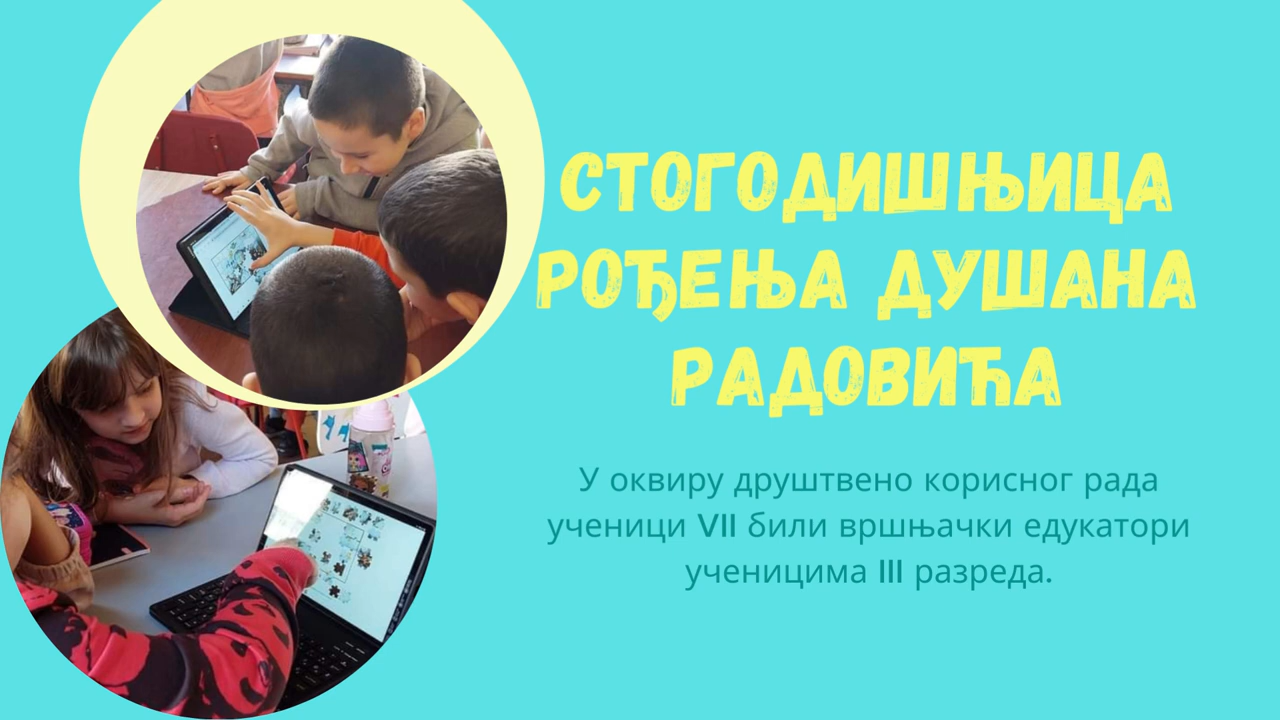 СТОГОДИШЊИЦА
РОЂЕЊА ДУШАНА
РАДОВИЋА
У оквиру друштвено корисног рада
ученици VII били вршњачки едукатори
ученицима III разреда.